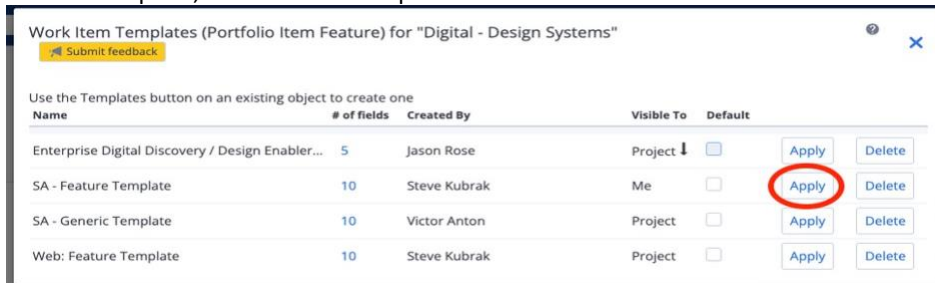 Work Item Templates (Portfolio Item Feature) for "Digital - Design Systems"
Submit feedback
Use the Templates button on an existing object to create one
Name # of fields Created By Visible To Default
Enterprise Digital Discovery / Design Enabler... 5 Jason Rose Project Apply Delete
SA - Feature Template 10 Steve Kubrak Me Apply Delete
SA - Generic Template 10 Victor Anton Project Apply Delete
Web: Feature Template 10 Steve Kubrak Project Apply Delete